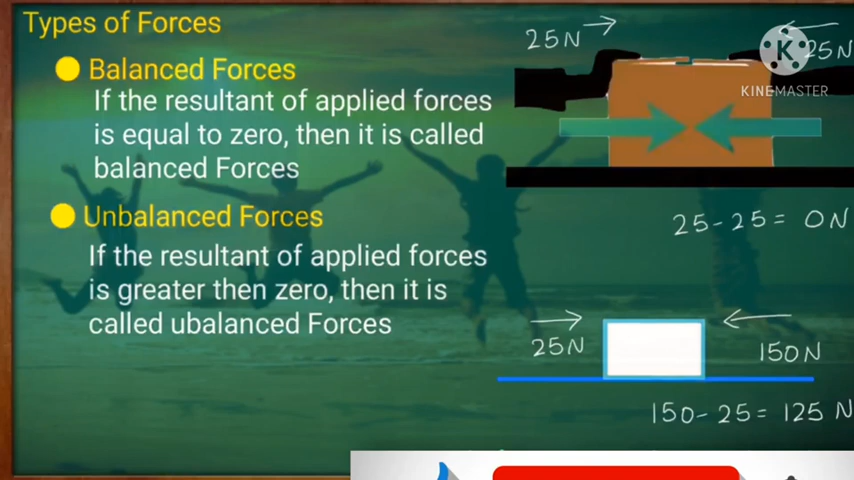 Types of Forces
Balanced Forces
If the resultant of applied forces
is equal to zero, then it is called
balanced Forces
Unbalanced Forces
If the resultant of applied forces
is greater then zero, then it is
called ubalanced Forces
25N
25N
K
KINEMASTER
25-25= 0N
25N
150N
150-25= 125 N